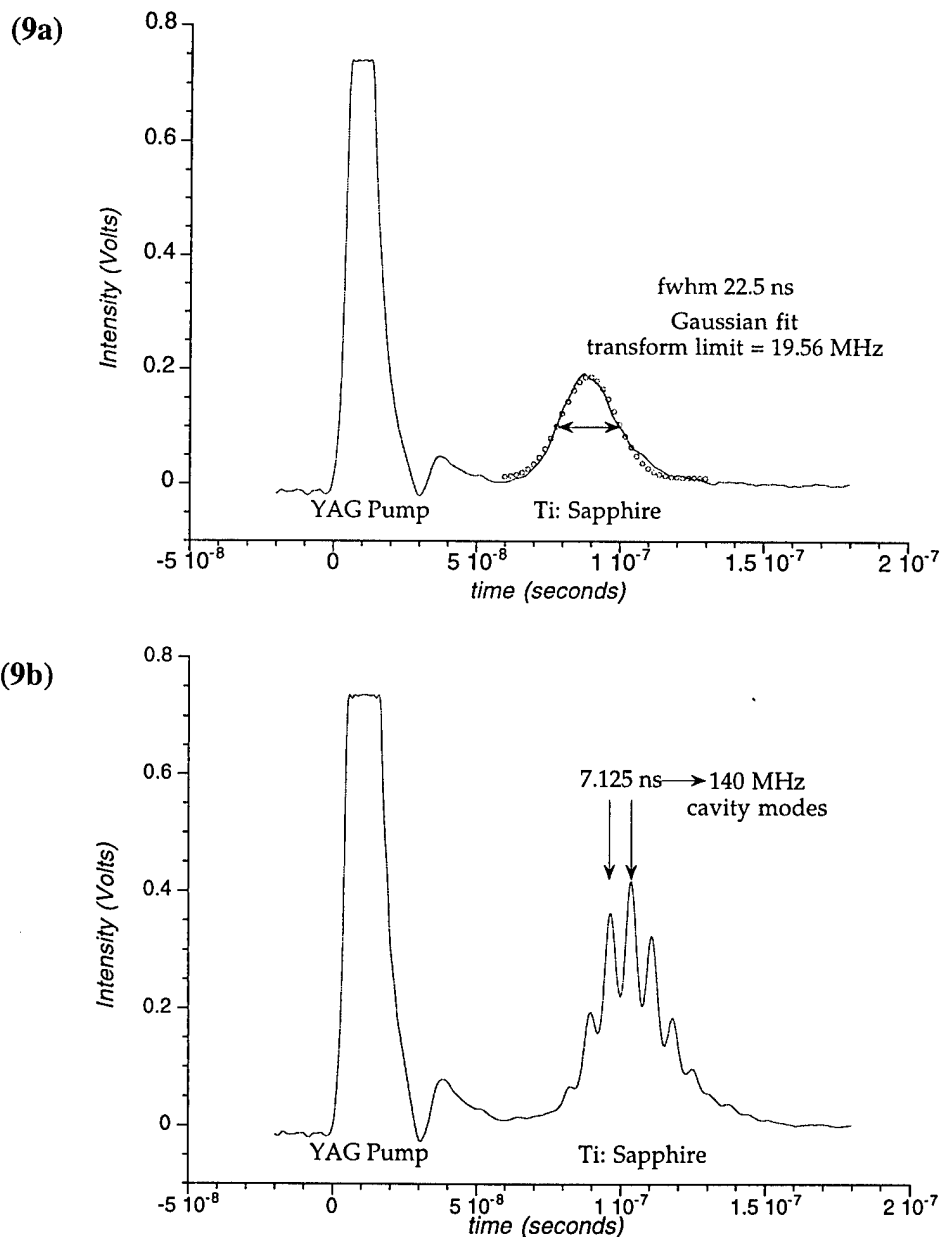 (9a)
0.8
0.6
0.4
0.2
0
Intensity (Volts)
fwhm 22.5 ns
Gaussian fit
transform limit = 19.56 MHz
YAG Pump
Ti: Sapphire
-5 10-8
0
5 10-8
1 10-7
1.5 10-7
2 10-7
time (seconds)
(9b)
0.8
0.6
0.4
0.2
0
Intensity (Volts)
7.125 ns 140 MHz
cavity modes
YAG Pump
Ti: Sapphire
-5 10-8
0
5 10-8
1 10-7
1.5 10-7
2 10-7
time (seconds)